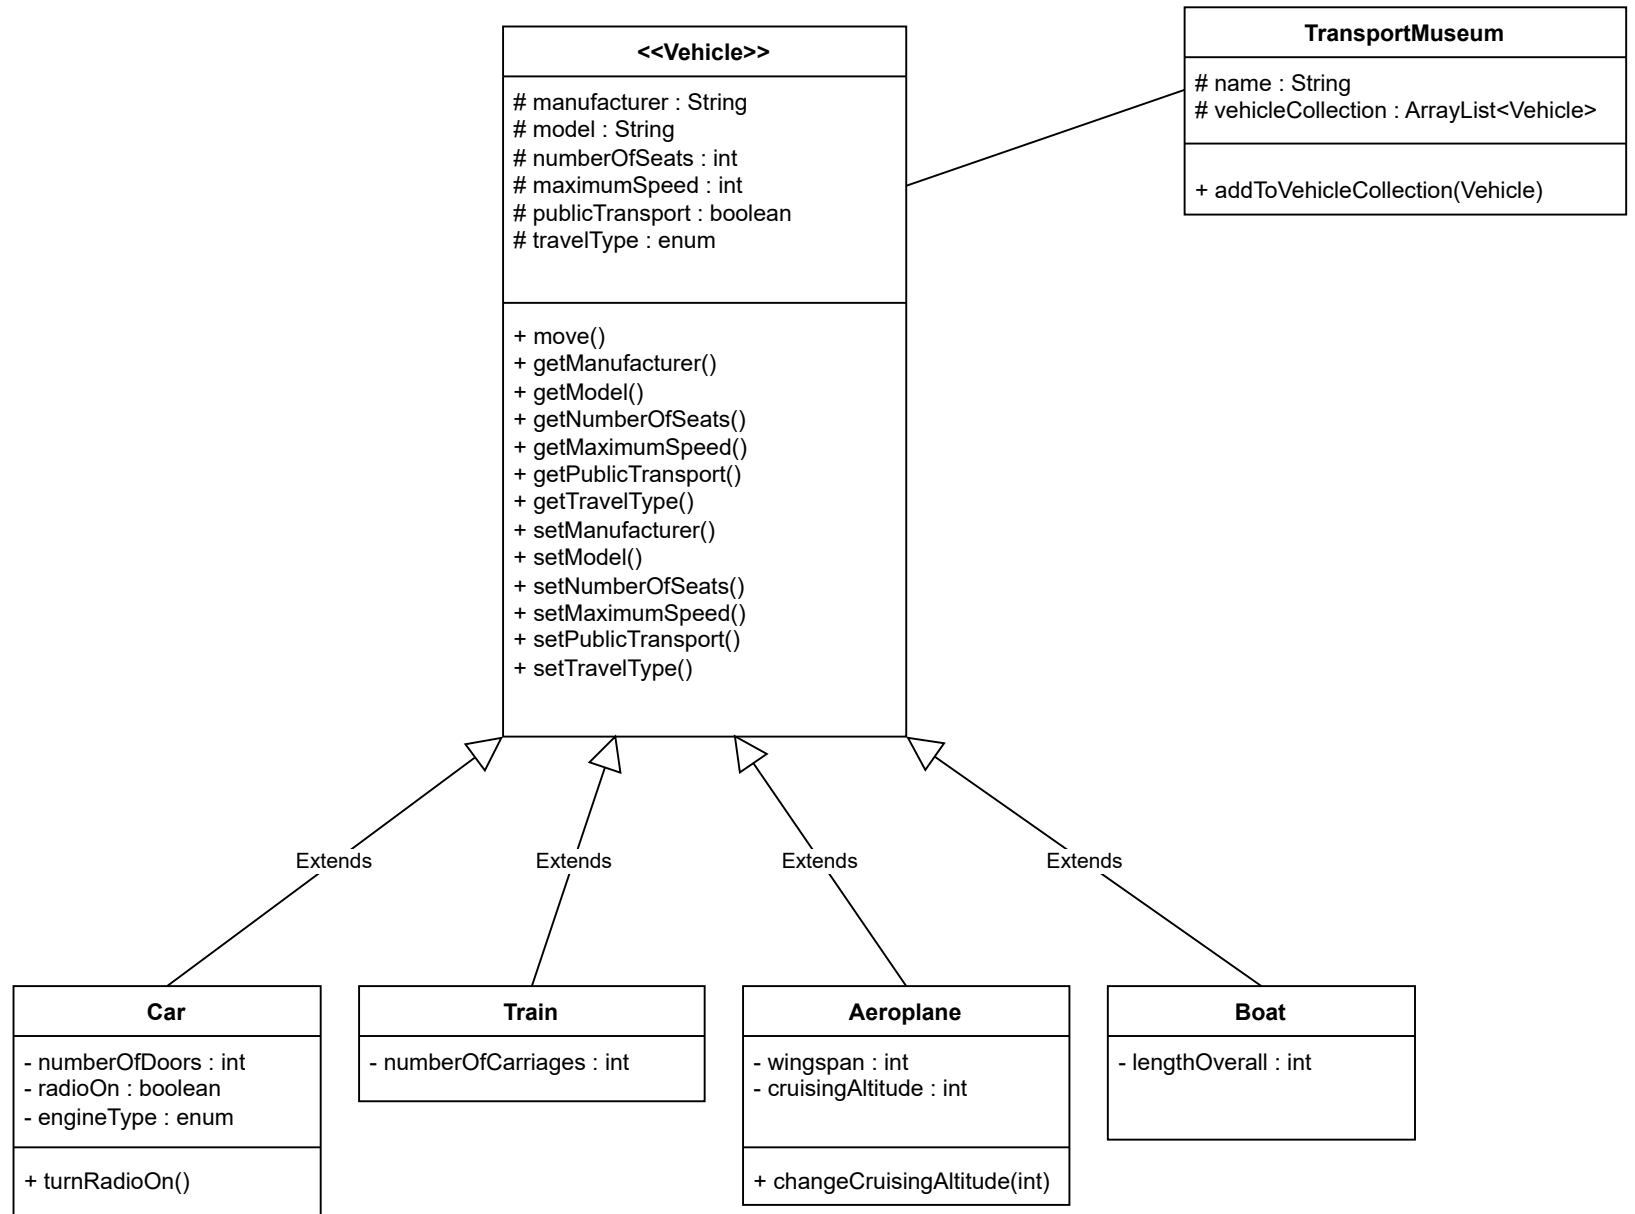 <<Vehicle>>
# manufacturer : String
# model : String
# numberOfSeats : int
# maximumSpeed : int
# publicTransport : boolean
# travelType : enum
+ move()
+ getManufacturer()
+ getModel()
+ getNumberOfSeats()
+ getMaximumSpeed()
+ getPublicTransport()
+ getTravelType()
+ setManufacturer()
+ setModel()
+ setNumberOfSeats()
+ setMaximumSpeed()
+ setPublicTransport()
+ setTravelType()
TransportMuseum
# name : String
# vehicleCollection : ArrayList<Vehicle>
+ addToVehicleCollection(Vehicle)
Extends
Extends
Extends
Extends
Car
- numberOfDoors : int
- radioOn : boolean
- engineType : enum
+ turnRadioOn()
Train
- numberOfCarriages : int
Aeroplane
- wingspan : int
- cruisingAltitude : int
+ changeCruisingAltitude(int)
Boat
- lengthOverall : int